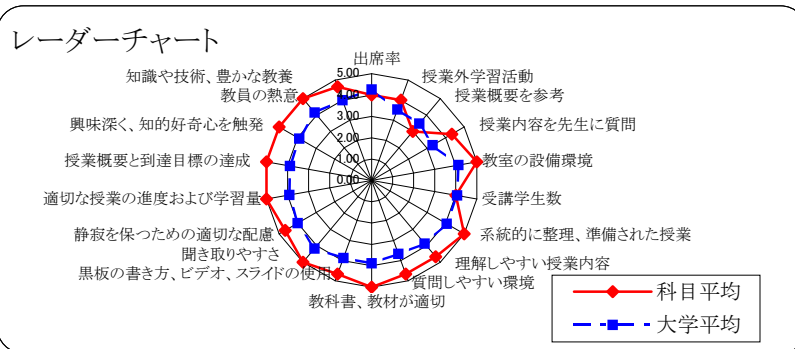 レーダーチャート
出席率
授業外学習活動
授業概要を参考
授業内容を先生に質問
教室の設備環境
受講学生数
系統的に整理、準備された授業
理解しやすい授業内容
質問しやすい環境
教科書、教材が適切
黒板の書き方、ビデオ、スライドの使用
聞き取りやすさ
静寂を保つための適切な配慮
適切な授業の進度および学習量
授業概要と到達目標の達成
興味深く、知的好奇心を触発
教員の熱意
知識や技術、豊かな教養
5.00
4.00
3.00
2.00
1.00
0.00
科目平均
大学平均